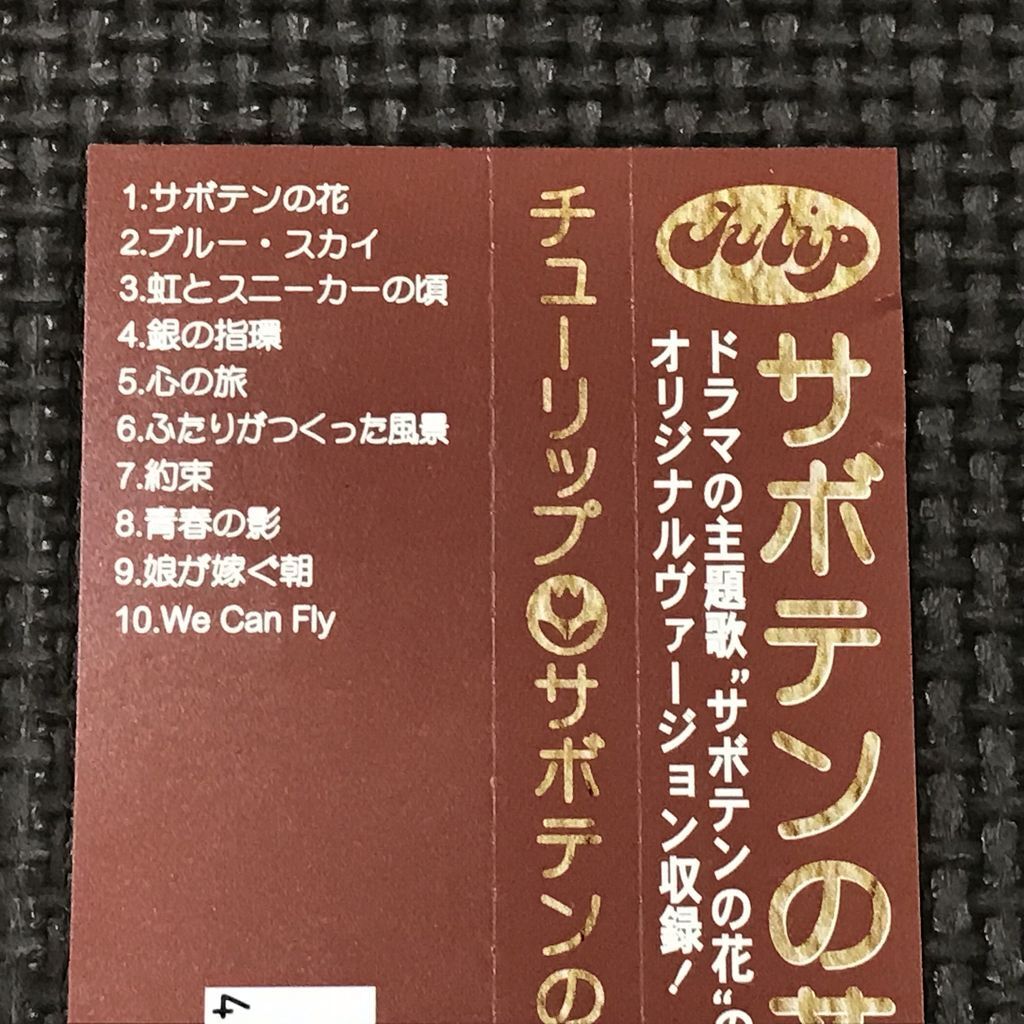 1.サボテンの花
2.ブルー・スカイ
3.虹とスニーカーの頃
4.銀の指環
5.心の旅
6.ふたりがつくった風景
7.約束
8.青春の影
9.娘が嫁ぐ朝
10.We Can Fly
チューリップ サボテンの
Tulip
サボテンの花
ドラマの主題歌"サボテンの花"の
オリジナルヴァージョン収録!
4